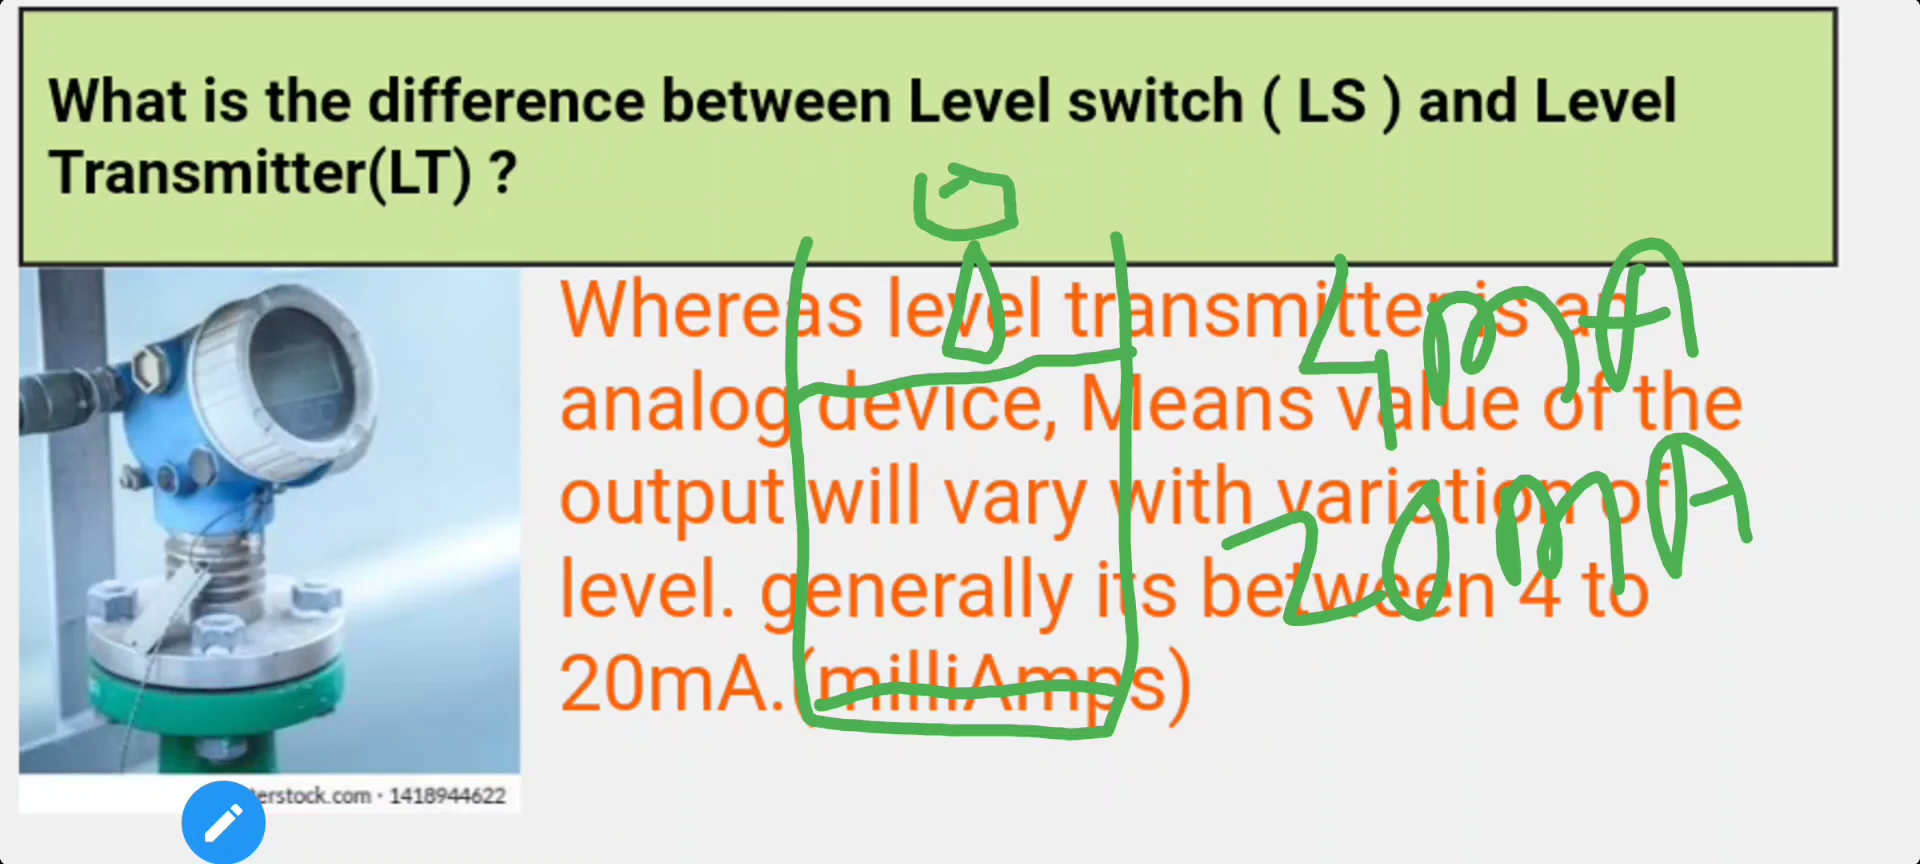 What is the difference between Level switch ( LS ) and Level
Transmitter(LT) ?
Whereas level transmitter is an
analog device, Means value of the
output will vary with variation of
level. generally its between 4 to
20mA.(milliAmps)
4mA
20mA
erstock.com · 1418944622